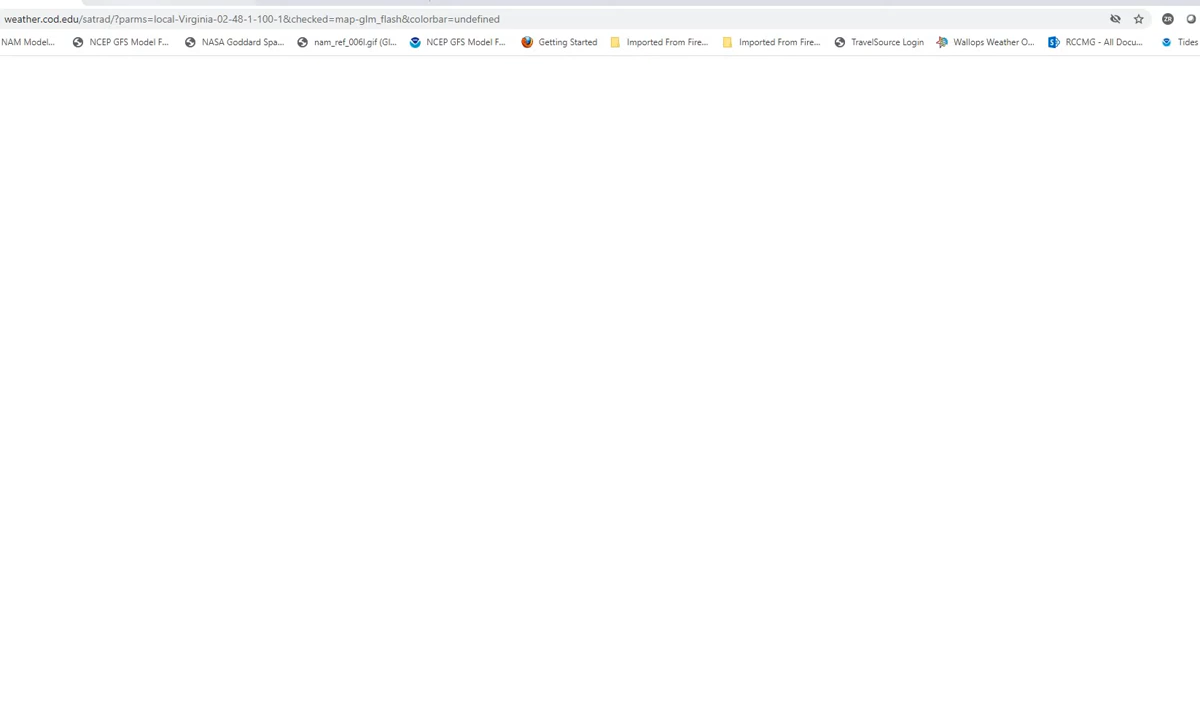 weather.cod.edu/satrad/?parms=local-Virginia-02-48-1-100-1&checked=map-glm_flash&colorbar=undefined
ZR
NAM Model... NCEP GFS Model F... NASA Goddard Spa... nam_ref_006l.gif (Gl... NCEP GFS Model F... Getting Started Imported From Fire... Imported From Fire... TravelSource Login Wallops Weather O... RCCMG - All Docu... Tides